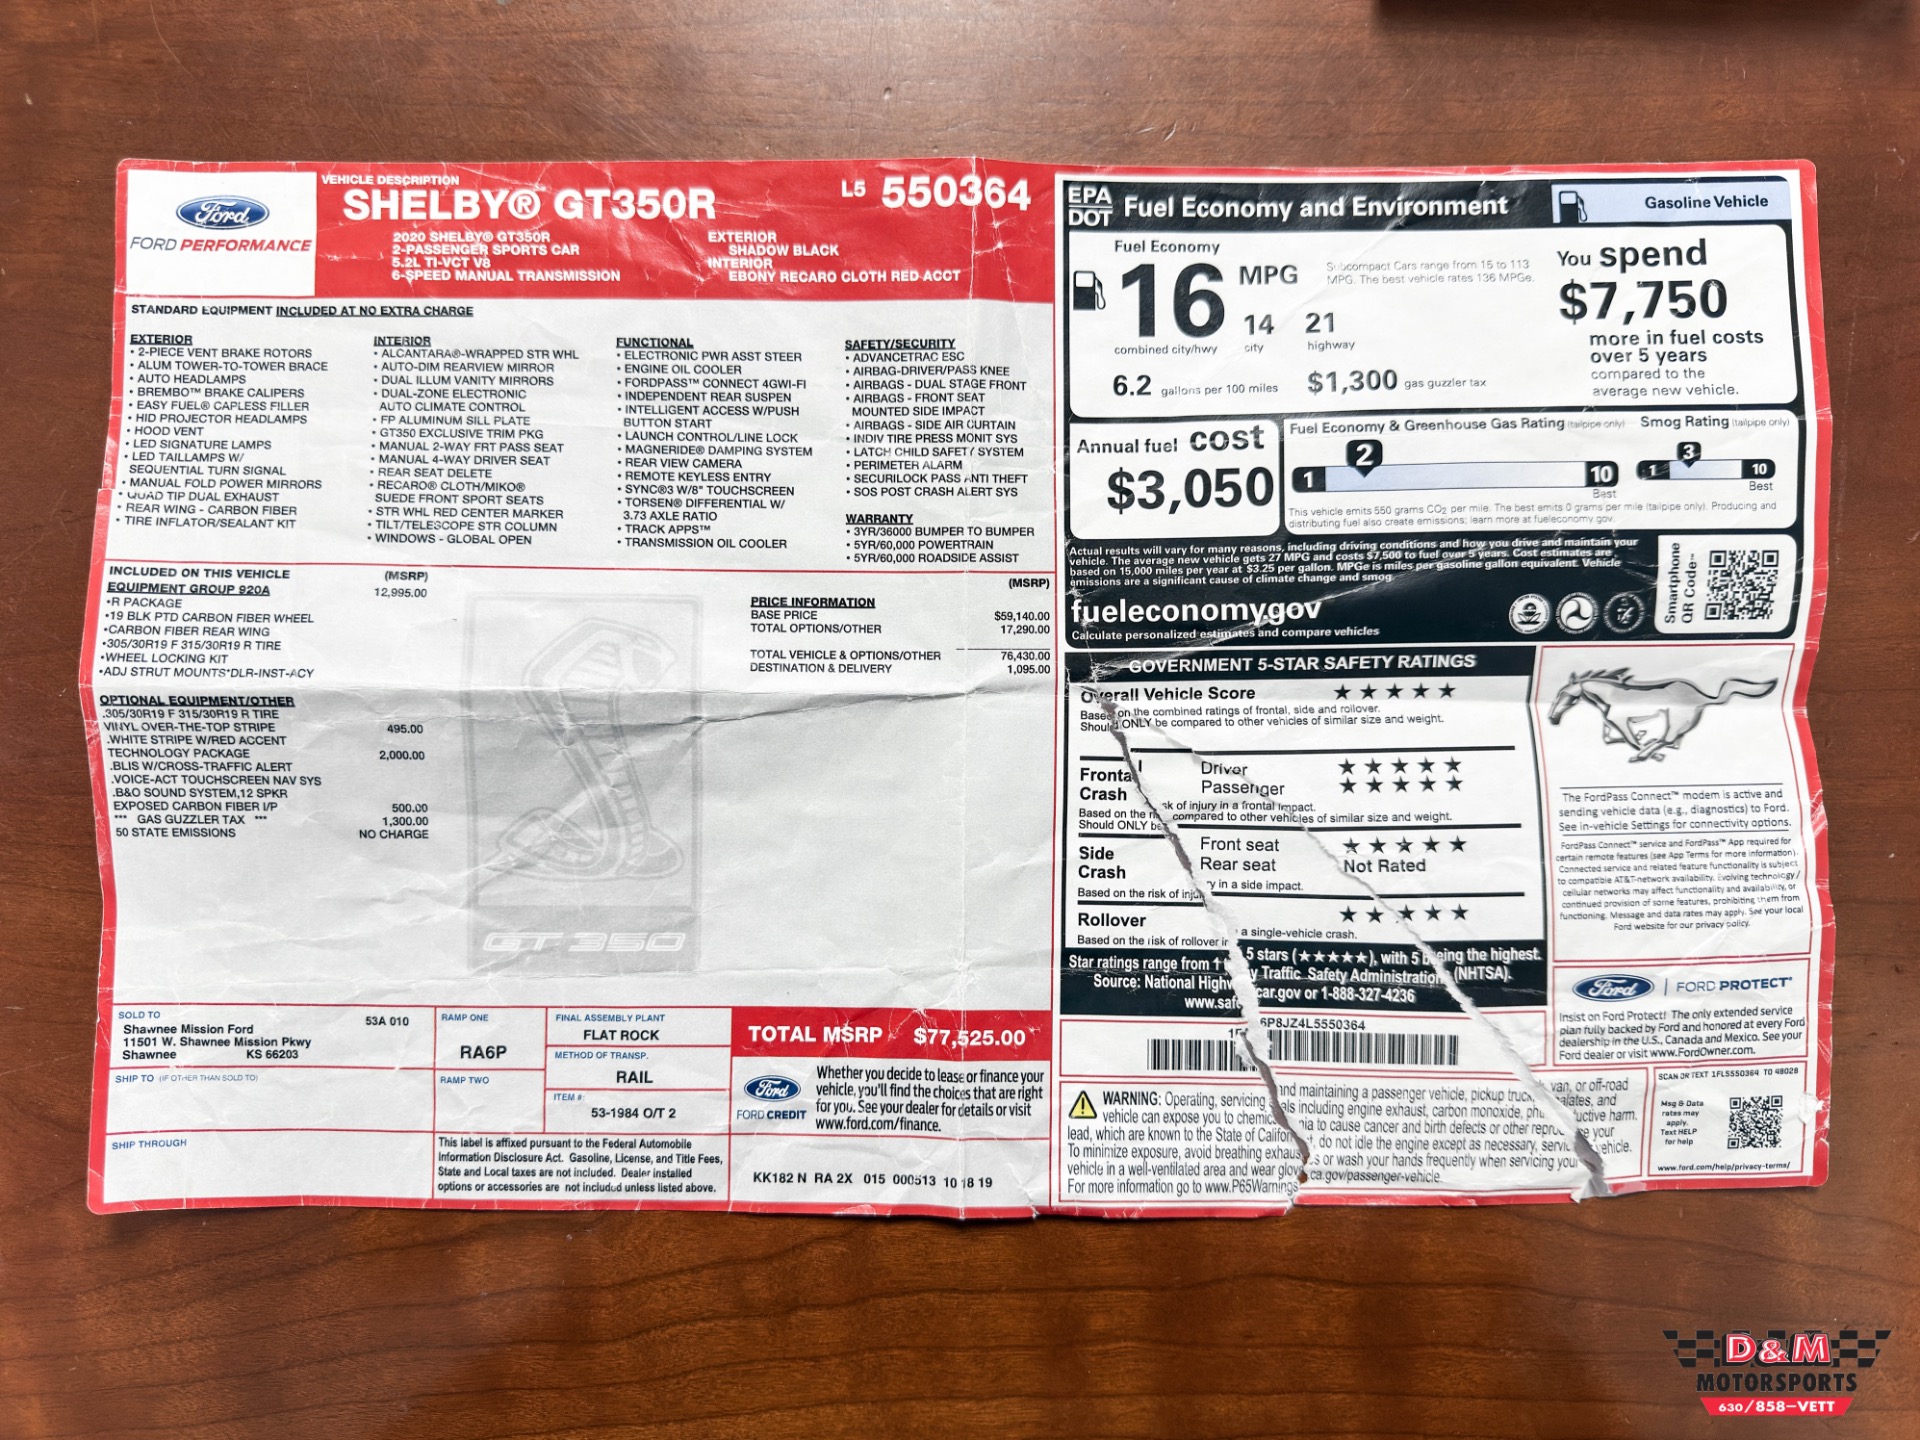 Ford
FORD PERFORMANCE
VEHICLE DESCRIPTION
SHELBY® GT350R
L5 550364
2020 SHELBY® GT350R
2-PASSENGER SPORTS CAR
5.2L TI-VCT V8
6-SPEED MANUAL TRANSMISSION
EXTERIOR
SHADOW BLACK
INTERIOR
EBONY RECARO CLOTH RED ACCT
STANDARD EQUIPMENT INCLUDED AT NO EXTRA CHARGE
EXTERIOR
• 2-PIECE VENT BRAKE ROTORS
• ALUM TOWER-TO-TOWER BRACE
• AUTO HEADLAMPS
• BREMBO™ BRAKE CALIPERS
• EASY FUEL® CAPLESS FILLER
• HID PROJECTOR HEADLAMPS
• HOOD VENT
• LED SIGNATURE LAMPS
• LED TAILLAMPS W/
SEQUENTIAL TURN SIGNAL
• MANUAL FOLD POWER MIRRORS
• QUAD TIP DUAL EXHAUST
• REAR WING - CARBON FIBER
• TIRE INFLATOR/SEALANT KIT
INTERIOR
• ALCANTARA®-WRAPPED STR WHL
• AUTO-DIM REARVIEW MIRROR
• DUAL ILLUM VANITY MIRRORS
• DUAL-ZONE ELECTRONIC
AUTO CLIMATE CONTROL
• FP ALUMINUM SILL PLATE
• GT350 EXCLUSIVE TRIM PKG
• MANUAL 2-WAY FRT PASS SEAT
• MANUAL 4-WAY DRIVER SEAT
• REAR SEAT DELETE
• RECARO® CLOTH/MIKO®
SUEDE FRONT SPORT SEATS
• STR WHL RED CENTER MARKER
• TILT/TELESCOPE STR COLUMN
• WINDOWS - GLOBAL OPEN
FUNCTIONAL
• ELECTRONIC PWR ASST STEER
• ENGINE OIL COOLER
• FORDPASS™ CONNECT 4GWI-FI
• INDEPENDENT REAR SUSPEN
• INTELLIGENT ACCESS W/PUSH
BUTTON START
• LAUNCH CONTROL/LINE LOCK
• MAGNERIDE® DAMPING SYSTEM
• REAR VIEW CAMERA
• REMOTE KEYLESS ENTRY
• SYNC®3 W/8" TOUCHSCREEN
• TORSEN® DIFFERENTIAL W/
3.73 AXLE RATIO
• TRACK APPS™
• TRANSMISSION OIL COOLER
SAFETY/SECURITY
• ADVANCETRAC ESC
• AIRBAG-DRIVER/PASS KNEE
• AIRBAGS - DUAL STAGE FRONT
• AIRBAGS - FRONT SEAT
MOUNTED SIDE IMPACT
• AIRBAGS - SIDE AIR CURTAIN
• INDIV TIRE PRESS MONIT SYS
• LATCH CHILD SAFETY SYSTEM
• PERIMETER ALARM
• SECURILOCK PASS ANTI THEFT
• SOS POST CRASH ALERT SYS
WARRANTY
• 3YR/36000 BUMPER TO BUMPER
• 5YR/60,000 POWERTRAIN
• 5YR/60,000 ROADSIDE ASSIST
INCLUDED ON THIS VEHICLE (MSRP)
EQUIPMENT GROUP 920A 12,995.00
•R PACKAGE
•19 BLK PTD CARBON FIBER WHEEL
•CARBON FIBER REAR WING
•305/30R19 F 315/30R19 R TIRE
•WHEEL LOCKING KIT
•ADJ STRUT MOUNTS*DLR-INST-ACY
OPTIONAL EQUIPMENT/OTHER
.305/30R19 F 315/30R19 R TIRE
VINYL OVER-THE-TOP STRIPE 495.00
.WHITE STRIPE W/RED ACCENT
TECHNOLOGY PACKAGE 2,000.00
.BLIS W/CROSS-TRAFFIC ALERT
.VOICE-ACT TOUCHSCREEN NAV SYS
.B&O SOUND SYSTEM,12 SPKR
EXPOSED CARBON FIBER I/P 500.00
*** GAS GUZZLER TAX *** 1,300.00
50 STATE EMISSIONS NO CHARGE
GT350
(MSRP)
PRICE INFORMATION
BASE PRICE $59,140.00
TOTAL OPTIONS/OTHER 17,290.00
TOTAL VEHICLE & OPTIONS/OTHER 76,430.00
DESTINATION & DELIVERY 1,095.00
SOLD TO
53A 010
Shawnee Mission Ford
11501 W. Shawnee Mission Pkwy
Shawnee KS 66203
SHIP TO (IF OTHER THAN SOLD TO)
SHIP THROUGH
RAMP ONE
RA6P
RAMP TWO
FINAL ASSEMBLY PLANT
FLAT ROCK
METHOD OF TRANSP.
RAIL
ITEM #:
53-1984 O/T 2
This label is affixed pursuant to the Federal Automobile
Information Disclosure Act. Gasoline, License, and Title Fees,
State and Local taxes are not included. Dealer installed
options or accessories are not included unless listed above.
TOTAL MSRP $77,525.00
Ford
FORD CREDIT
Whether you decide to lease or finance your
vehicle, you'll find the choices that are right
for you. See your dealer for details or visit
www.ford.com/finance.
KK182 N RA 2X 015 000513 10 18 19
EPA
DOT
Fuel Economy and Environment
Gasoline Vehicle
Fuel Economy
16 MPG
combined city/hwy
14
city
21
highway
Subcompact Cars range from 15 to 113
MPG. The best vehicle rates 136 MPGe.
6.2 gallons per 100 miles
$1,300 gas guzzler tax
You spend
$7,750
more in fuel costs
over 5 years
compared to the
average new vehicle.
Annual fuel cost
$3,050
Fuel Economy & Greenhouse Gas Rating (tailpipe only)
1
2
10
Best
Smog Rating (tailpipe only)
1
3
10
Best
This vehicle emits 550 grams CO2 per mile. The best emits 0 grams per mile (tailpipe only). Producing and
distributing fuel also create emissions; learn more at fueleconomy.gov.
Actual results will vary for many reasons, including driving conditions and how you drive and maintain your
vehicle. The average new vehicle gets 27 MPG and costs $7,500 to fuel over 5 years. Cost estimates are
based on 15,000 miles per year at $3.25 per gallon. MPGe is miles per gasoline gallon equivalent. Vehicle
emissions are a significant cause of climate change and smog.
fueleconomy.gov
Calculate personalized estimates and compare vehicles
Smartphone
QR Code™
GOVERNMENT 5-STAR SAFETY RATINGS
Overall Vehicle Score ★★★★★
Based on the combined ratings of frontal, side and rollover.
Should ONLY be compared to other vehicles of similar size and weight.
Frontal
Crash
Driver ★★★★★
Passenger ★★★★★
Based on the risk of injury in a frontal impact.
Should ONLY be compared to other vehicles of similar size and weight.
Side
Crash
Front seat ★★★★★
Rear seat Not Rated
Based on the risk of injury in a side impact.
Rollover ★★★★★
Based on the risk of rollover in a single-vehicle crash.
Star ratings range from 1 5 stars (★★★★★), with 5 being the highest.
Source: National Highway Traffic Safety Administration (NHTSA).
www.safecar.gov or 1-888-327-4236
6P8JZ4L5550364
WARNING: Operating, servicing and maintaining a passenger vehicle, pickup truck, van, or off-road
vehicle can expose you to chemicals including engine exhaust, carbon monoxide, phthalates, and
lead, which are known to the State of California to cause cancer and birth defects or other reproductive harm.
To minimize exposure, avoid breathing exhaust, do not idle the engine except as necessary, service your vehicle
vehicle in a well-ventilated area and wear gloves or wash your hands frequently when servicing your vehicle.
For more information go to www.P65Warnings.ca.gov/passenger-vehicle.
The FordPass Connect™ modem is active and
sending vehicle data (e.g., diagnostics) to Ford.
See in-vehicle Settings for connectivity options.
FordPass Connect™ service and FordPass™ App required for
certain remote features (see App Terms for more information).
Connected service and related feature functionality is subject
to compatible AT&T-network availability. Evolving technology/
cellular networks may affect functionality and availability, or
continued provision of some features, prohibiting them from
functioning. Message and data rates may apply. See your local
Ford website for our privacy policy.
Ford | FORD PROTECT
Insist on Ford Protect! The only extended service
plan fully backed by Ford and honored at every Ford
dealership in the U.S., Canada and Mexico. See your
Ford dealer or visit www.FordOwner.com.
SCAN OR TEXT 1FL5550364 TO 48028
Msg & Data
rates may
apply.
Text HELP
for help
www.ford.com/help/privacy-terms/
D&M
MOTORSPORTS
630/858-VETT